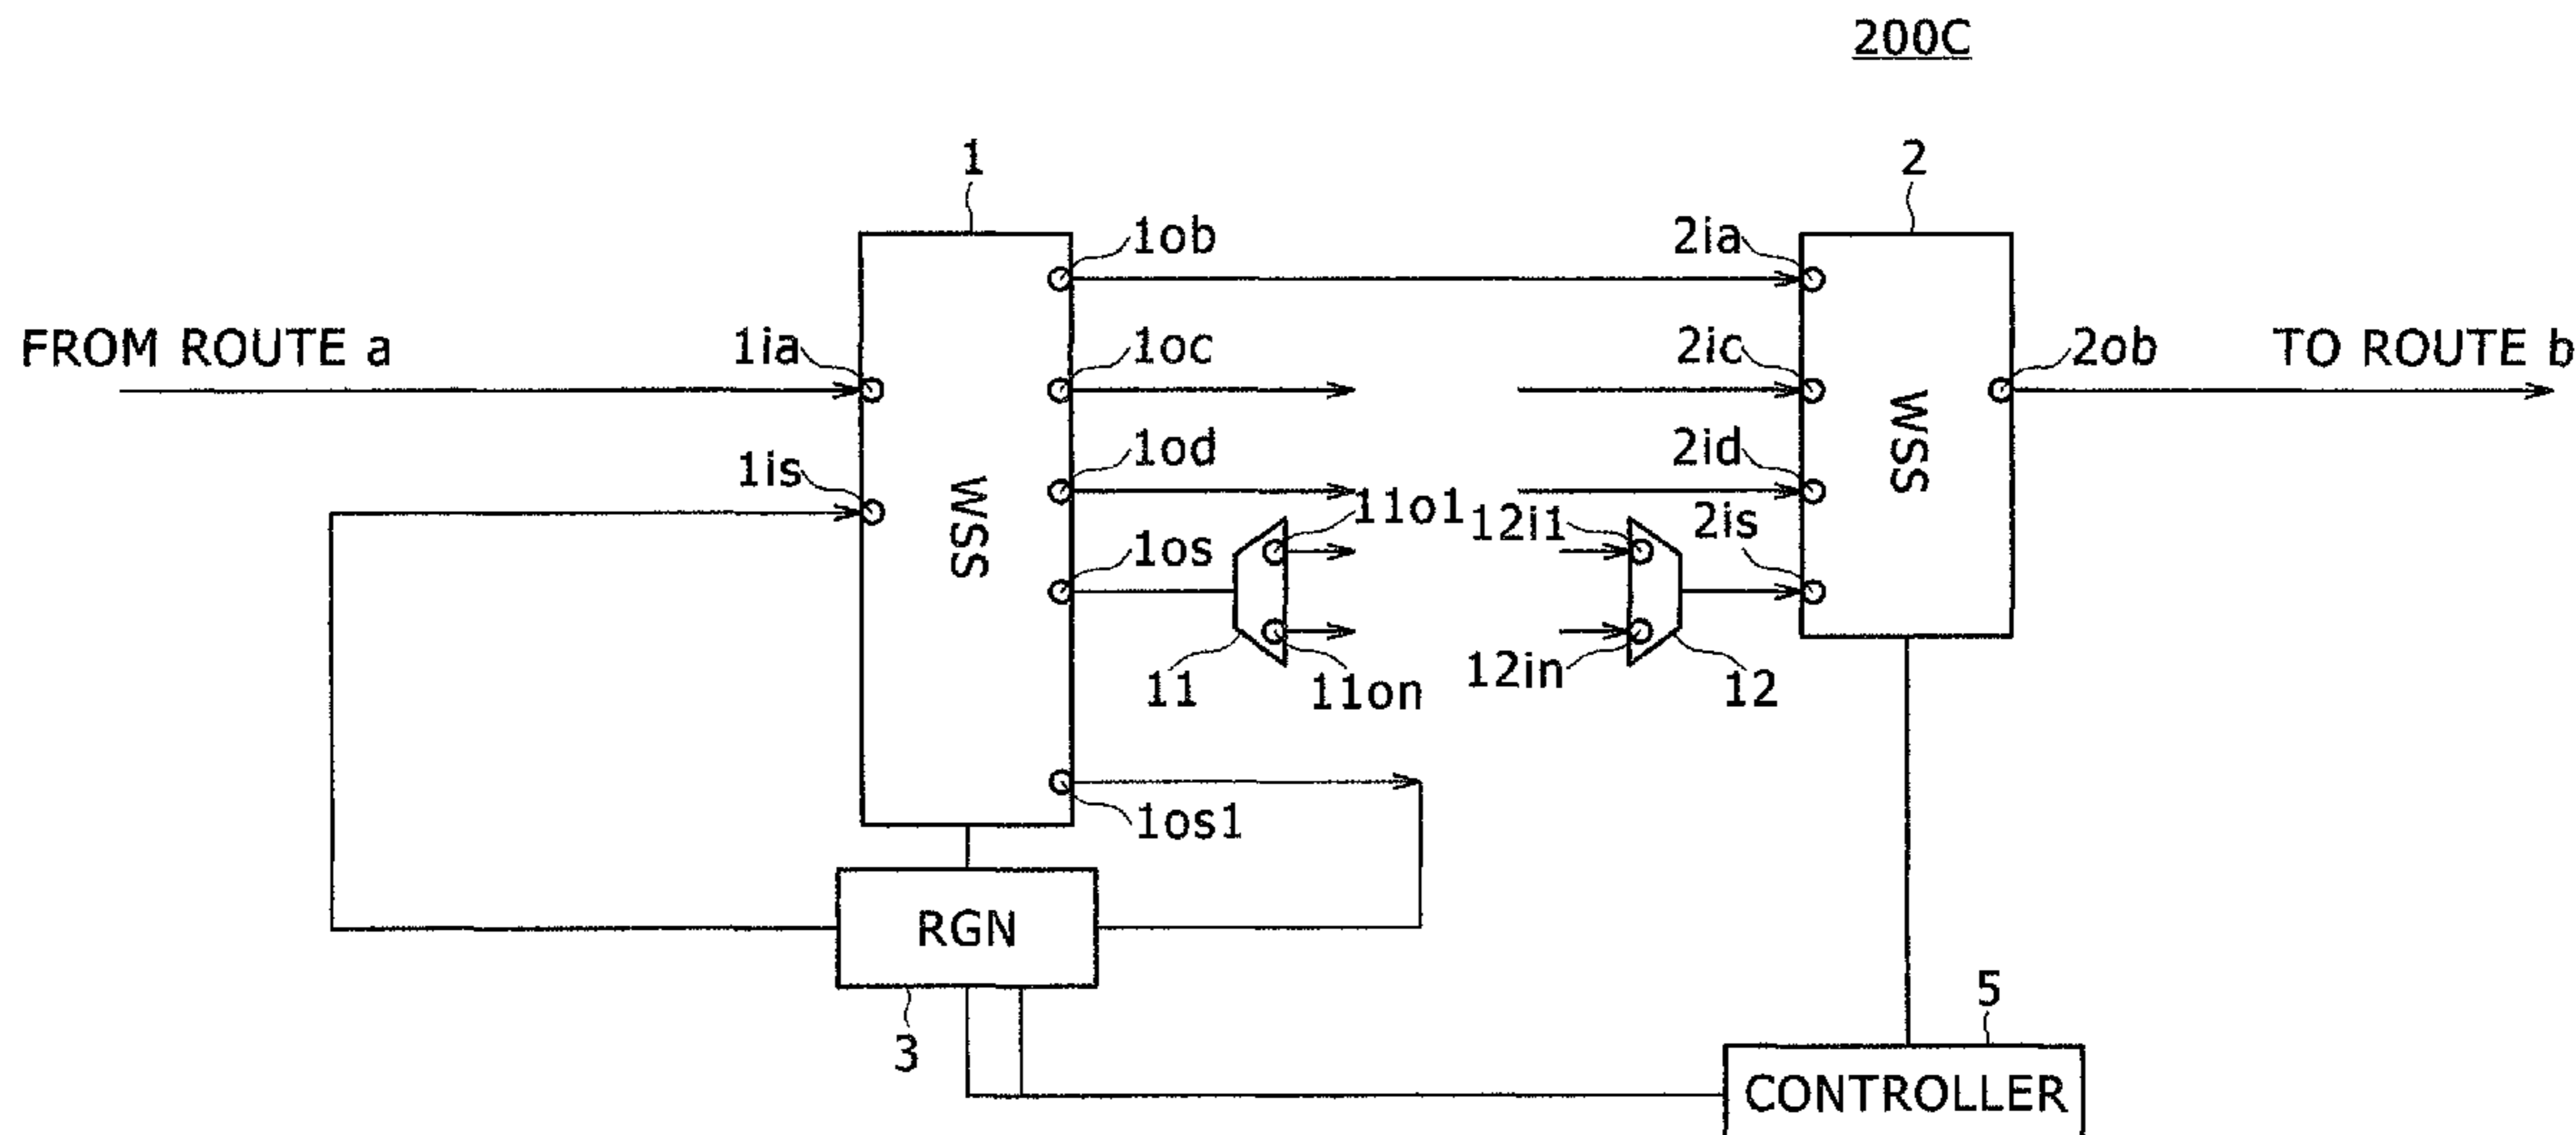 200C
1
2
1ob
2ia
FROM ROUTE a
1ia
1oc
2ic
2ob
TO ROUTE b
1is
1od
2id
WSS
WSS
11o1
12i1
2is
1os
11
11on
12in
12
1os1
RGN
3
5
CONTROLLER